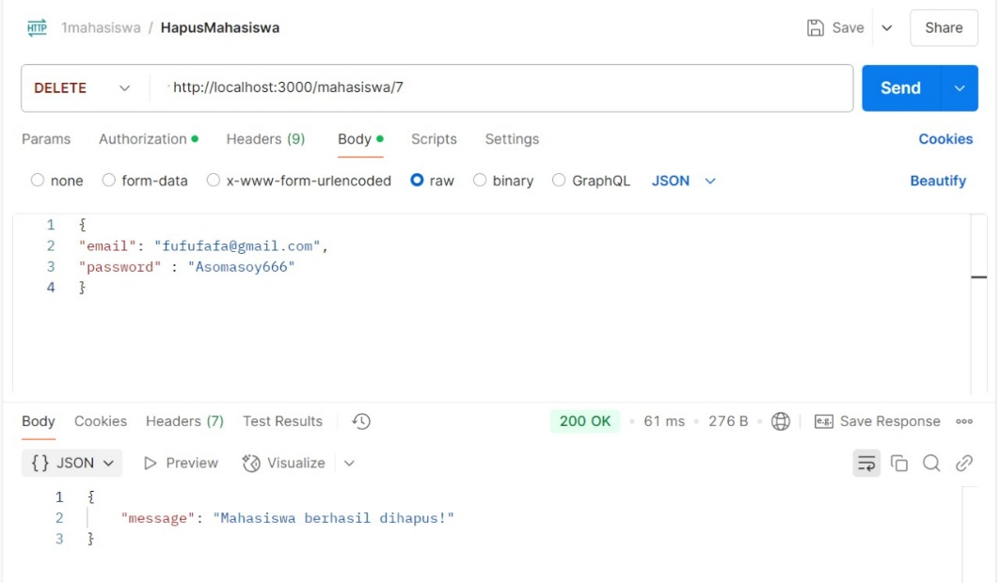 HTTP 1mahasiswa / HapusMahasiswa Save Share
DELETE http://localhost:3000/mahasiswa/7 Send
Params Authorization Headers (9) Body Scripts Settings Cookies
none form-data x-www-form-urlencoded raw binary GraphQL JSON Beautify
1 {
2 "email": "fufufafa@gmail.com",
3 "password" : "Asomasoy666"
4 }
Body Cookies Headers (7) Test Results 200 OK • 61 ms • 276 B • e.g. Save Response
{} JSON Preview Visualize
1 {
2 "message": "Mahasiswa berhasil dihapus!"
3 }